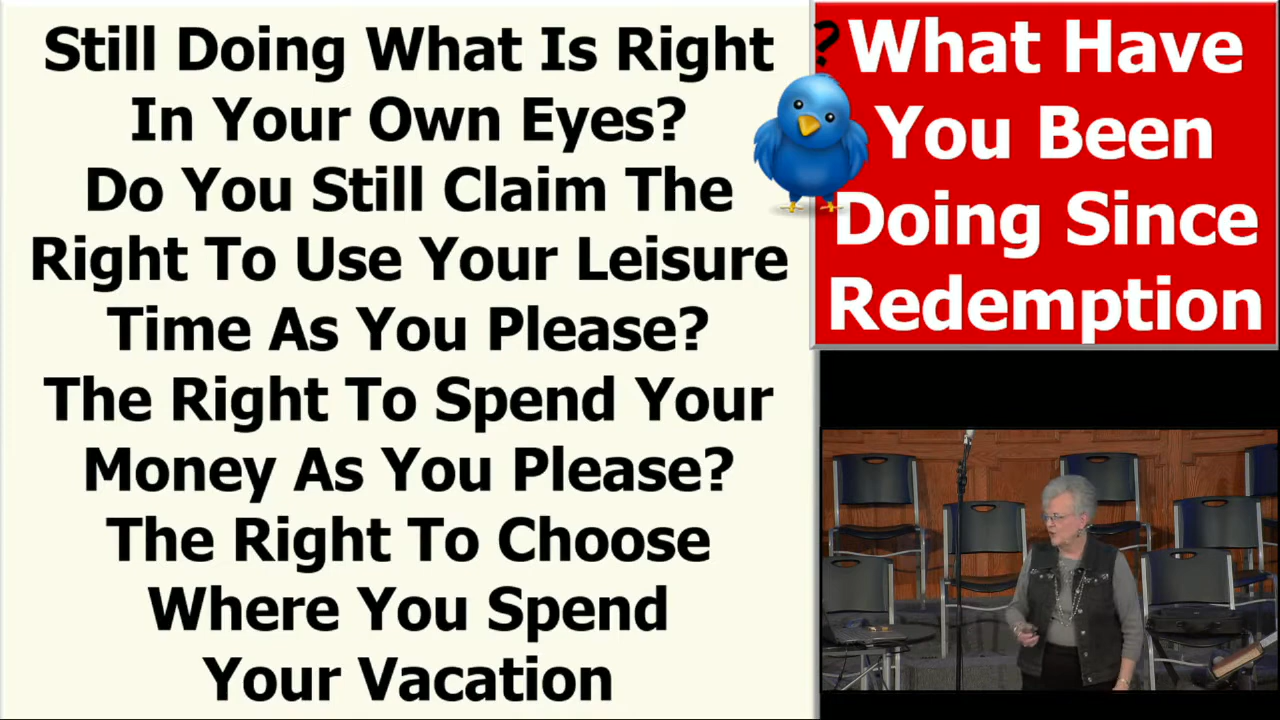 Still Doing What Is Right
In Your Own Eyes?
Do You Still Claim The
Right To Use Your Leisure
Time As You Please?
The Right To Spend Your
Money As You Please?
The Right To Choose
Where You Spend
Your Vacation
?
What Have
You Been
Doing Since
Redemption